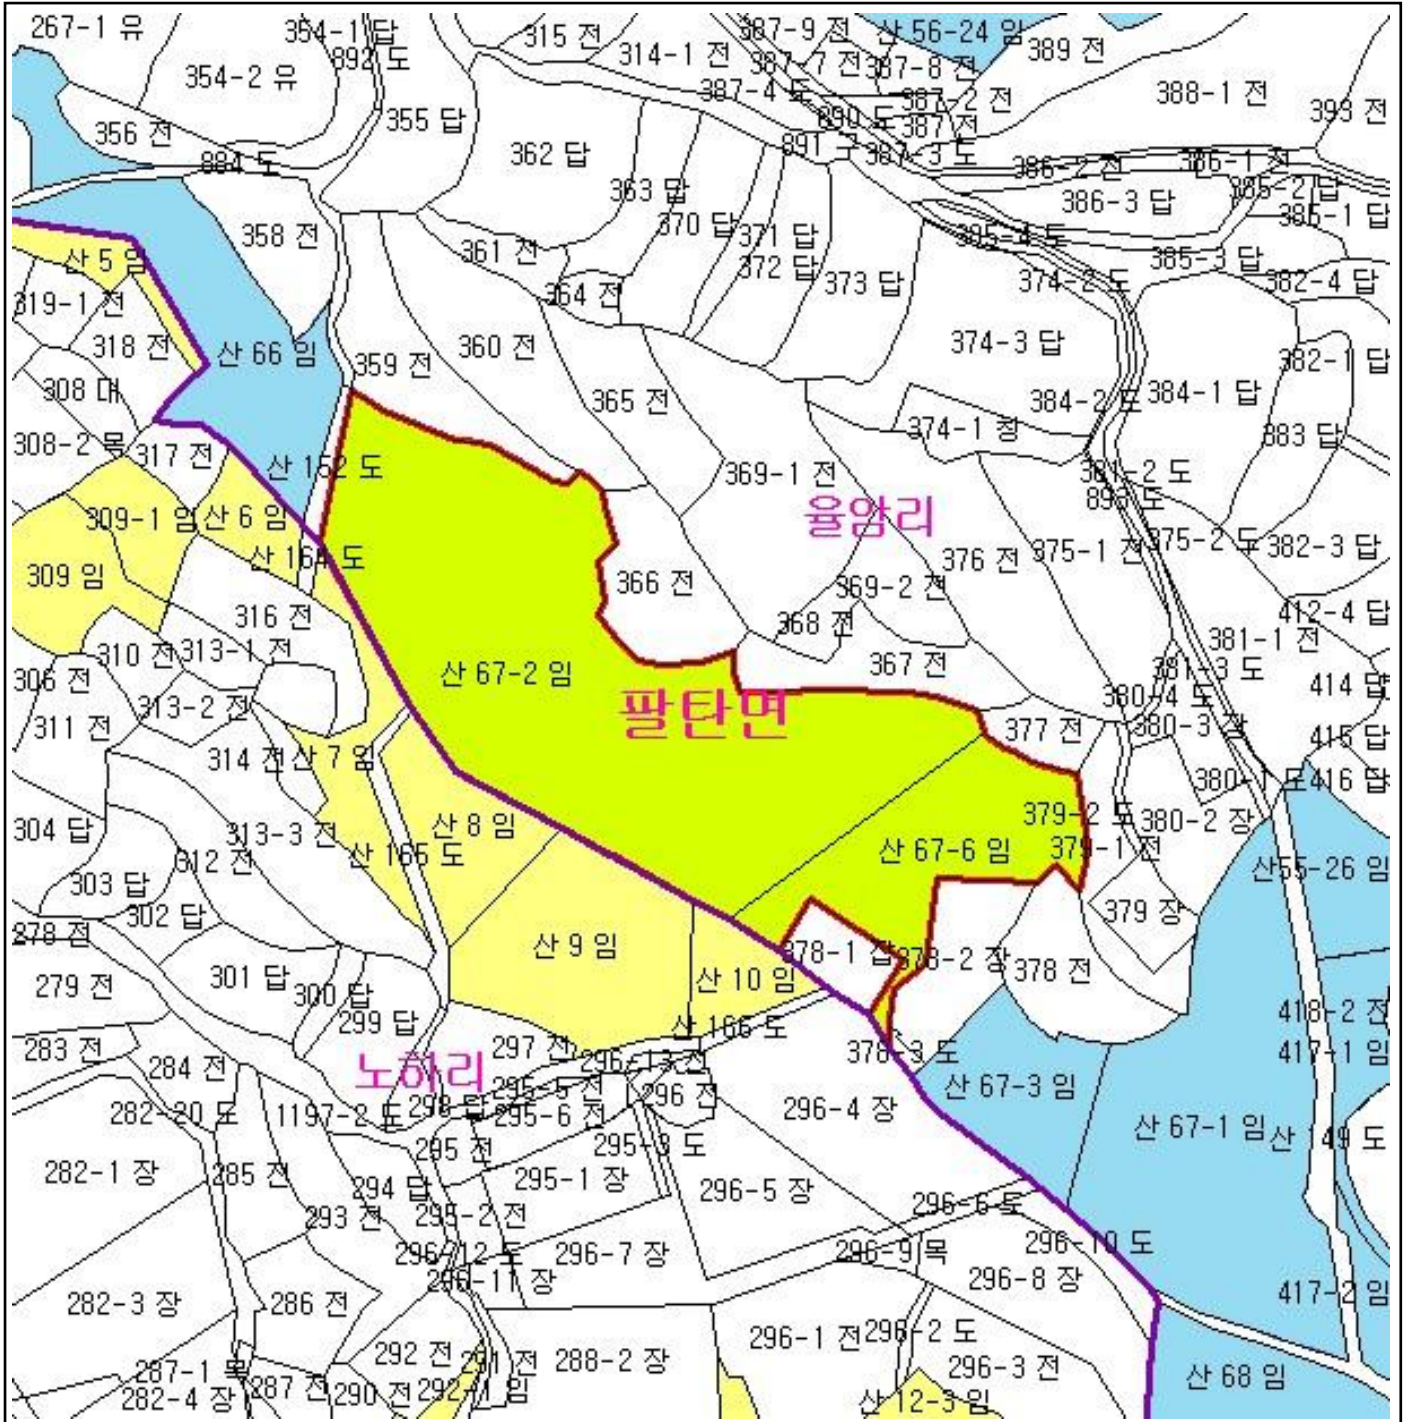 267-1 유
354-1 답
892 도
315 전
314-1 전
387-9 전
산 56-24 임
389 전
354-2 유
387-7 전
387-8 전
387-4 도
387-2 전
388-1 전
393 전
356 전
355 답
890 도
387 전
362 답
891 구
387-3 도
884 도
386-2 전
386-1 전
363 답
386-3 답
385-2 답
385-1 답
358 전
370 답
371 답
385-4 도
361 전
산 5 임
372 답
373 답
374-2 도
385-3 답
382-4 답
364 전
319-1 전
318 전
산 66 임
359 전
360 전
374-3 답
382-1 답
308 대
365 전
384-2 도
384-1 답
308-2 목
317 전
374-1 창
383 답
산 152 도
369-1 전
381-2 도
893 도
309-1 임
산 6 임
율암리
산 164 도
376 전
375-1 전
375-2 도
382-3 답
309 임
366 전
369-2 전
316 전
368 전
412-4 답
310 전
313-1 전
367 전
381-1 전
306 전
산 67-2 임
381-3 도
414 답
313-2 전
팔탄면
380-4 도
311 전
377 전
380-3 장
415 답
314 전
산 7 임
380-1 도
416 답
304 답
313-3 전
산 8 임
379-2 도
380-2 장
312 전
산 165 도
산 67-6 임
379-1 전
산55-26 임
303 답
302 답
379 장
278 전
산 9 임
378-1 잡
378-2 장
378 전
279 전
301 답
300 답
산 10 임
299 답
산 166 도
418-2 전
283 전
297 전
378-3 도
417-1 임
284 전
노하리
296-13 전
산 67-3 임
295-5 전
296 전
282-20 도
1197-2 도
298 답
295-6 전
296-4 장
산 67-1 임
산 149 도
295 전
295-3 도
282-1 장
285 전
294 답
295-1 장
296-5 장
293 전
295-2 전
296-6 도
296-12 도
296-7 장
296-9 목
296-10 도
296-11 장
296-8 장
282-3 장
286 전
417-2 임
292 전
291 전
288-2 장
296-1 전
296-2 도
287-1 목
296-3 전
산 68 임
282-4 장
287 전
290 전
292-1 임
산 12-3 임